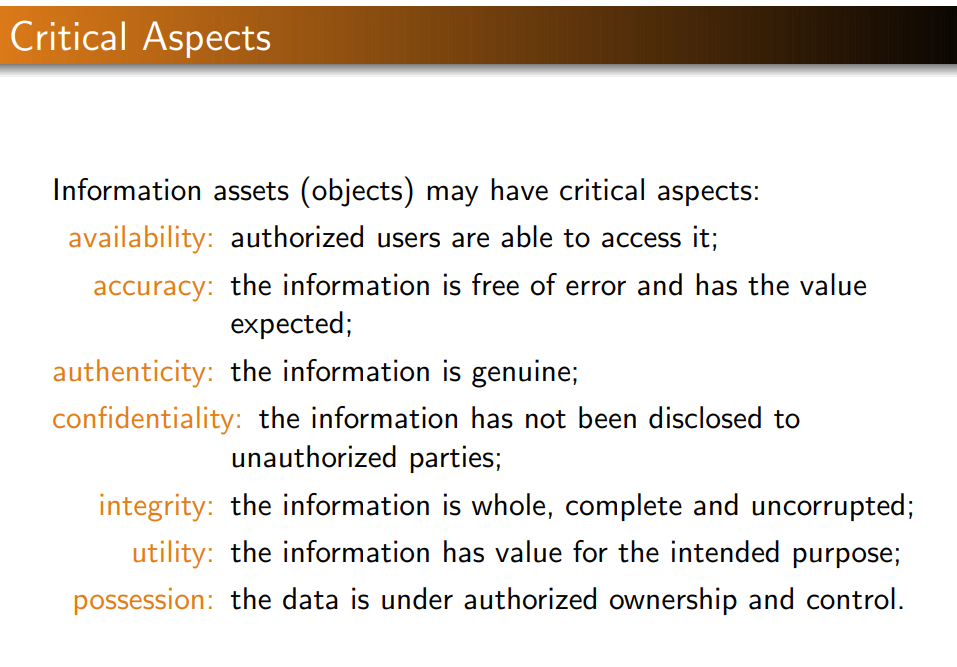 Critical Aspects
Information assets (objects) may have critical aspects:
availability: authorized users are able to access it;
accuracy: the information is free of error and has the value
expected;
authenticity: the information is genuine;
confidentiality: the information has not been disclosed to
unauthorized parties;
integrity: the information is whole, complete and uncorrupted;
utility: the information has value for the intended purpose;
possession: the data is under authorized ownership and control.